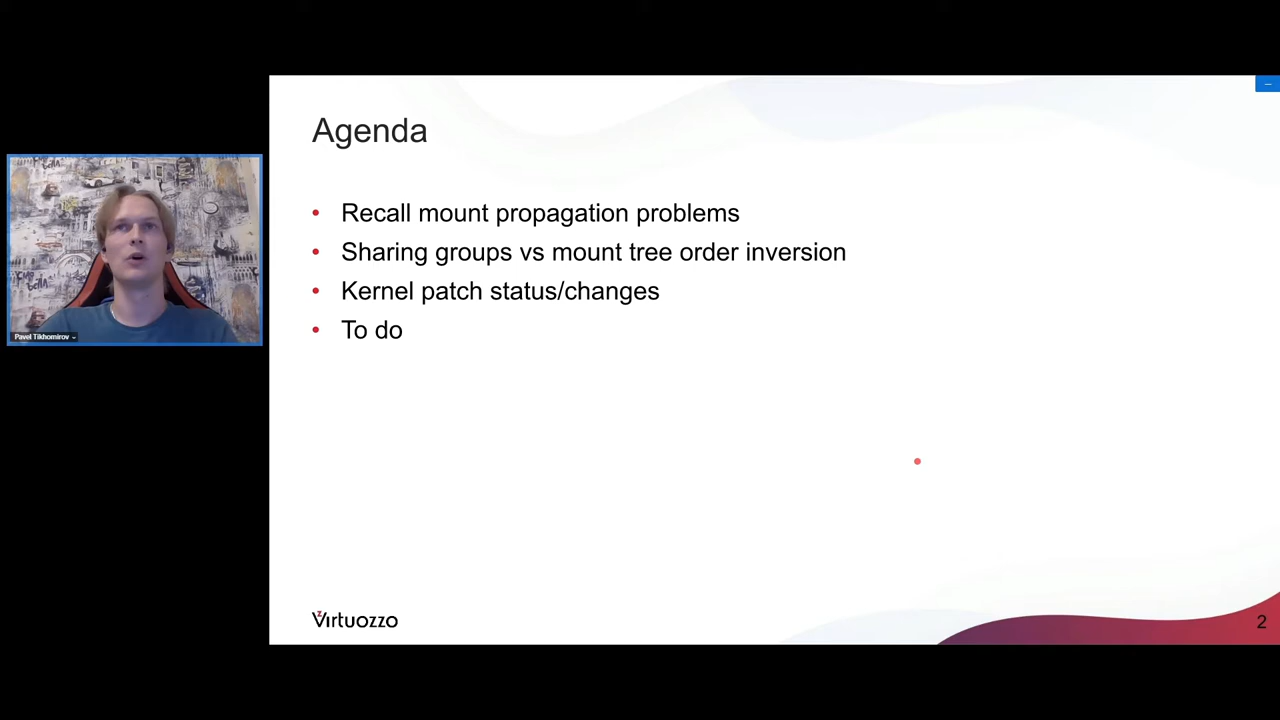 Agenda
• Recall mount propagation problems
• Sharing groups vs mount tree order inversion
• Kernel patch status/changes
• To do
Pavel Tikhomirov
Virtuozzo
2